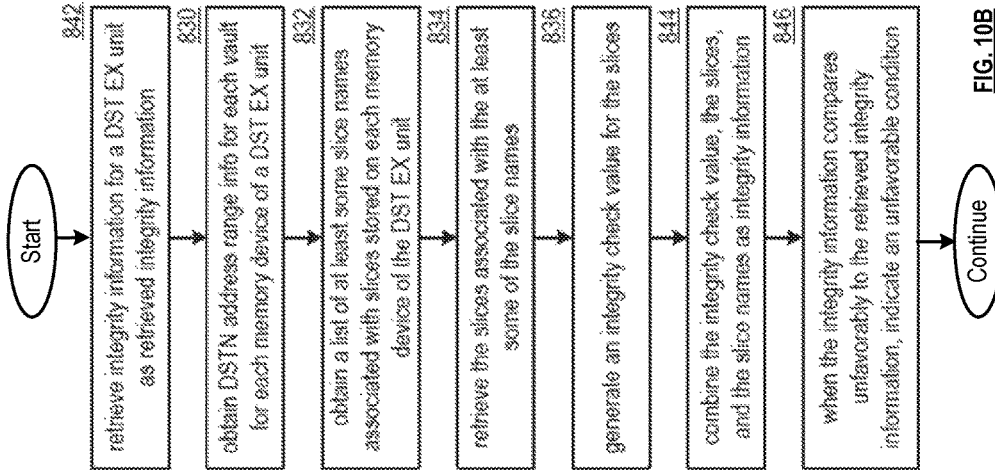 Start
842
retrieve integrity information for a DST EX unit
as retrieved integrity information
830
obtain DSTN address range info for each vault
for each memory device of a DST EX unit
832
obtain a list of at least some slice names
associated with slices stored on each memory
device of the DST EX unit
834
retrieve the slices associated with the at least
some of the slice names
836
generate an integrity check value for the slices
844
combine the integrity check value, the slices,
and the slice names as integrity information
846
when the integrity information compares
unfavorably to the retrieved integrity
information, indicate an unfavorable condition
Continue
FIG. 10B